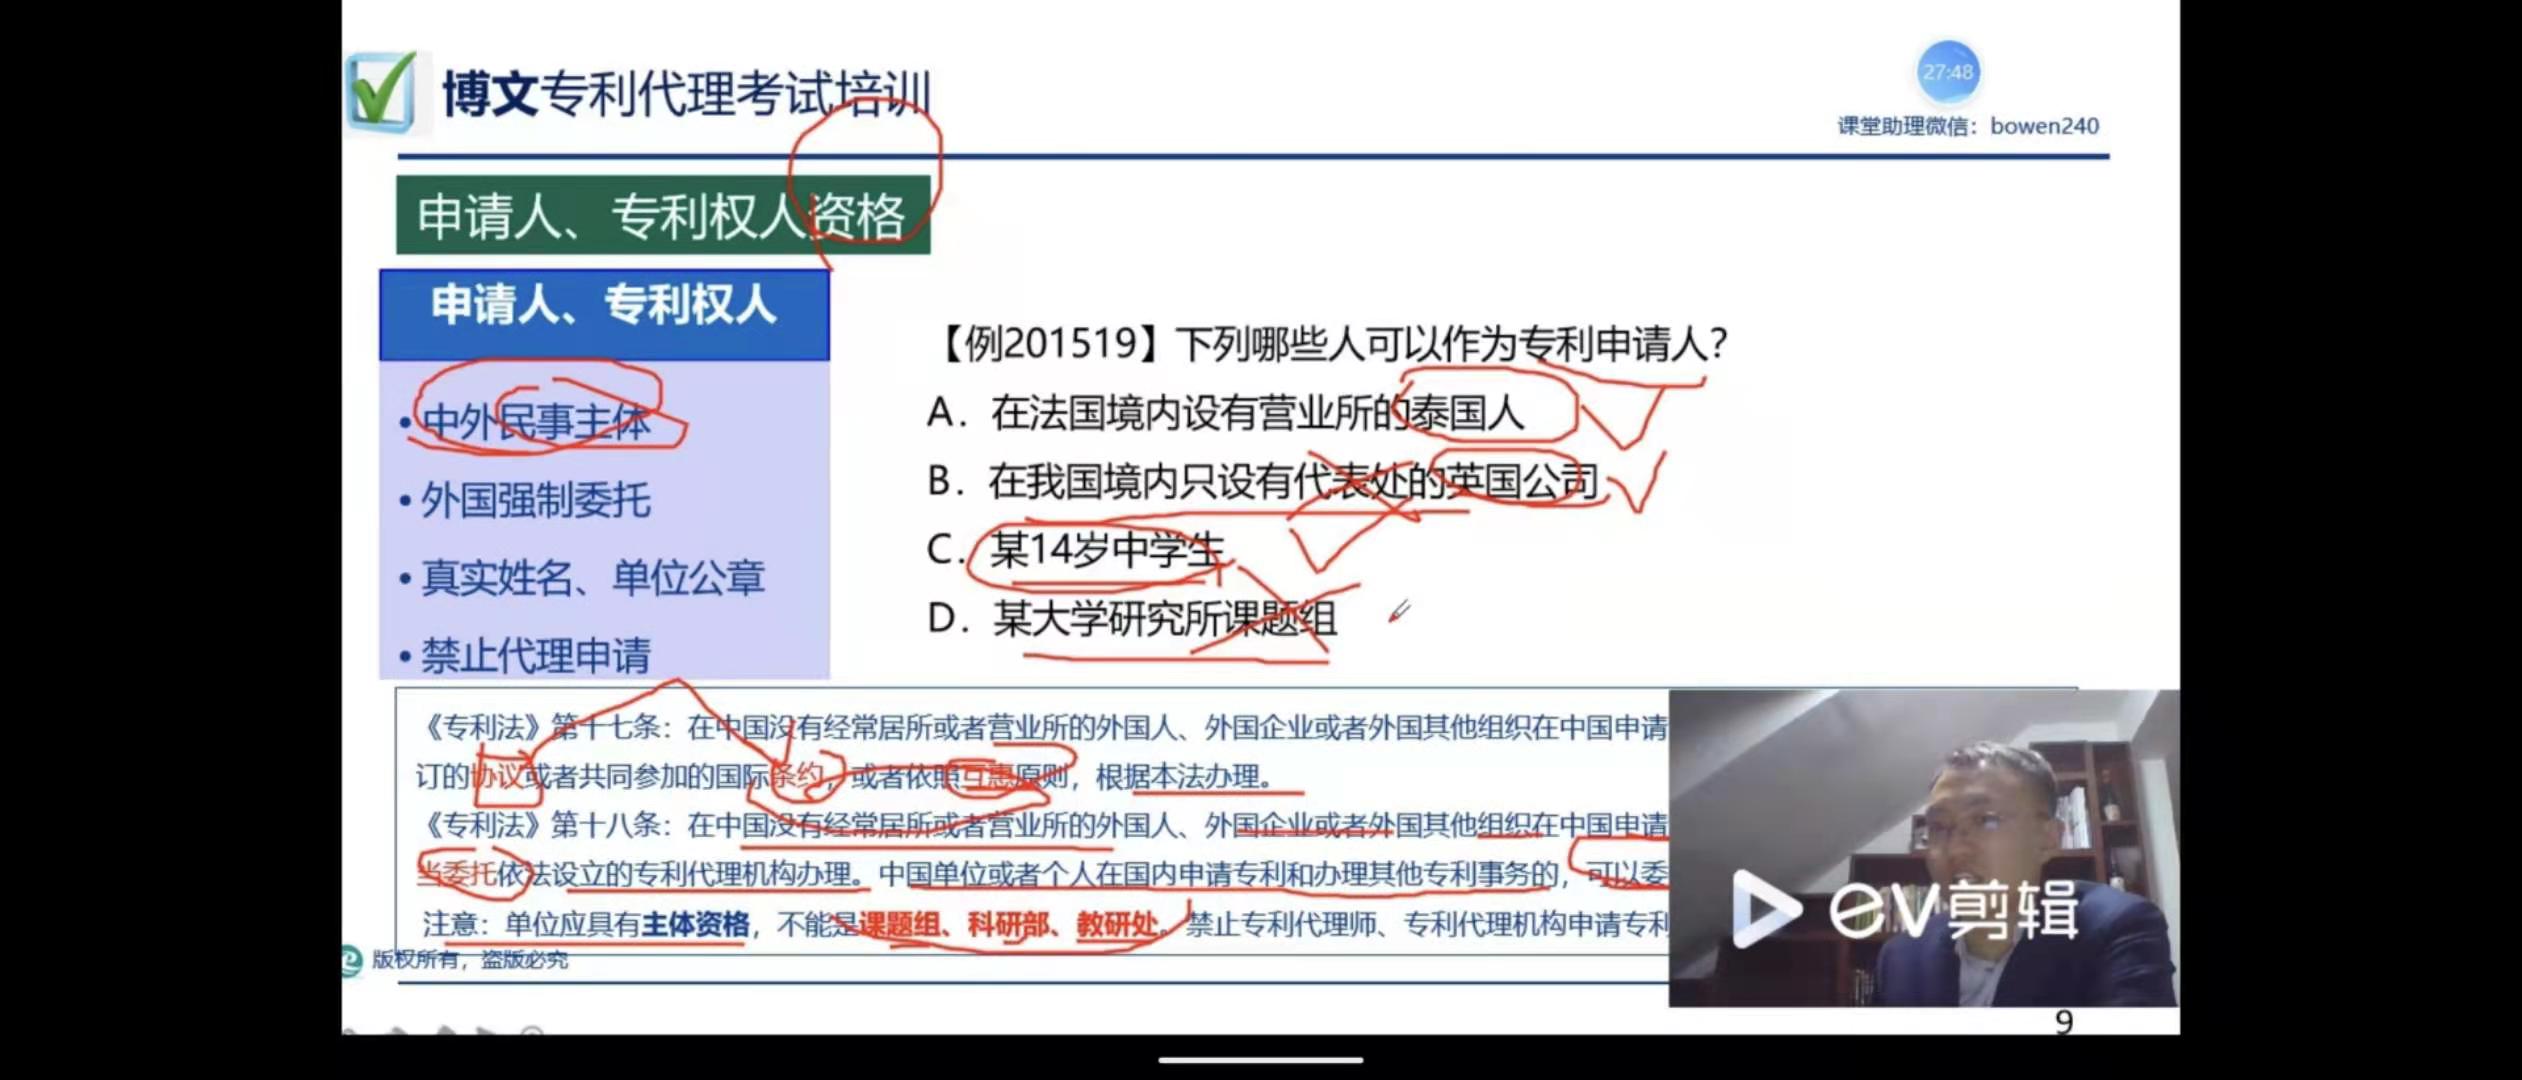 博文专利代理考试培训
27:48
课堂助理微信：bowen240
申请人、专利权人资格
申请人、专利权人
• 中外民事主体
• 外国强制委托
• 真实姓名、单位公章
• 禁止代理申请
【例201519】下列哪些人可以作为专利申请人？
A. 在法国境内设有营业所的泰国人
B. 在我国境内只设有代表处的英国公司
C. 某14岁中学生
D. 某大学研究所课题组
《专利法》第十七条：在中国没有经常居所或者营业所的外国人、外国企业或者外国其他组织在中国申请
订的协议或者共同参加的国际条约，或者依照互惠原则，根据本法办理。
《专利法》第十八条：在中国没有经常居所或者营业所的外国人、外国企业或者外国其他组织在中国申请
当委托依法设立的专利代理机构办理。中国单位或者个人在国内申请专利和办理其他专利事务的，可以委
注意：单位应具有主体资格，不能是课题组、科研部、教研处。禁止专利代理师、专利代理机构申请专利
版权所有，盗版必究
ev剪辑
9